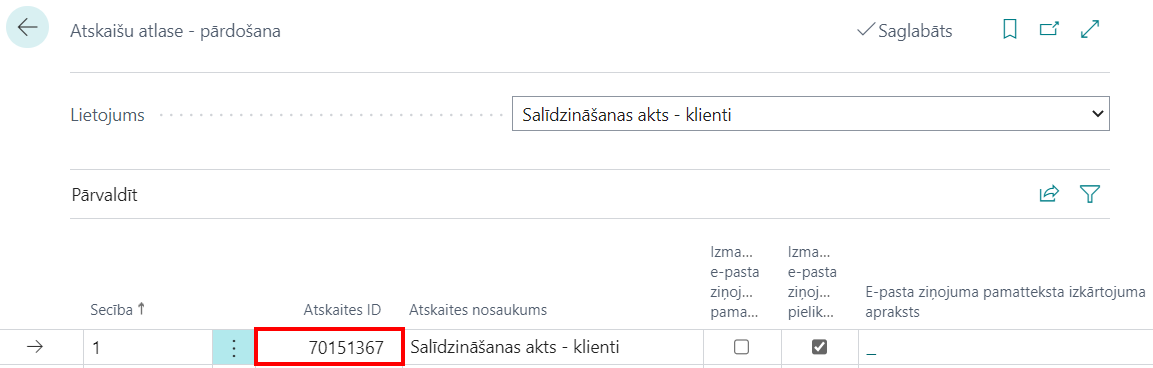 Atskaišu atlase - pārdošana
Saglabāts
Lietojums
Salīdzināšanas akts - klienti
Pārvaldīt
Secība ↑
Atskaites ID
Atskaites nosaukums
Izma...
e-pasta
ziņoj...
pama...
Izma...
e-pasta
ziņoj...
pielik...
E-pasta ziņojuma pamatteksta izkārtojuma
apraksts
1
70151367
Salīdzināšanas akts - klienti
_